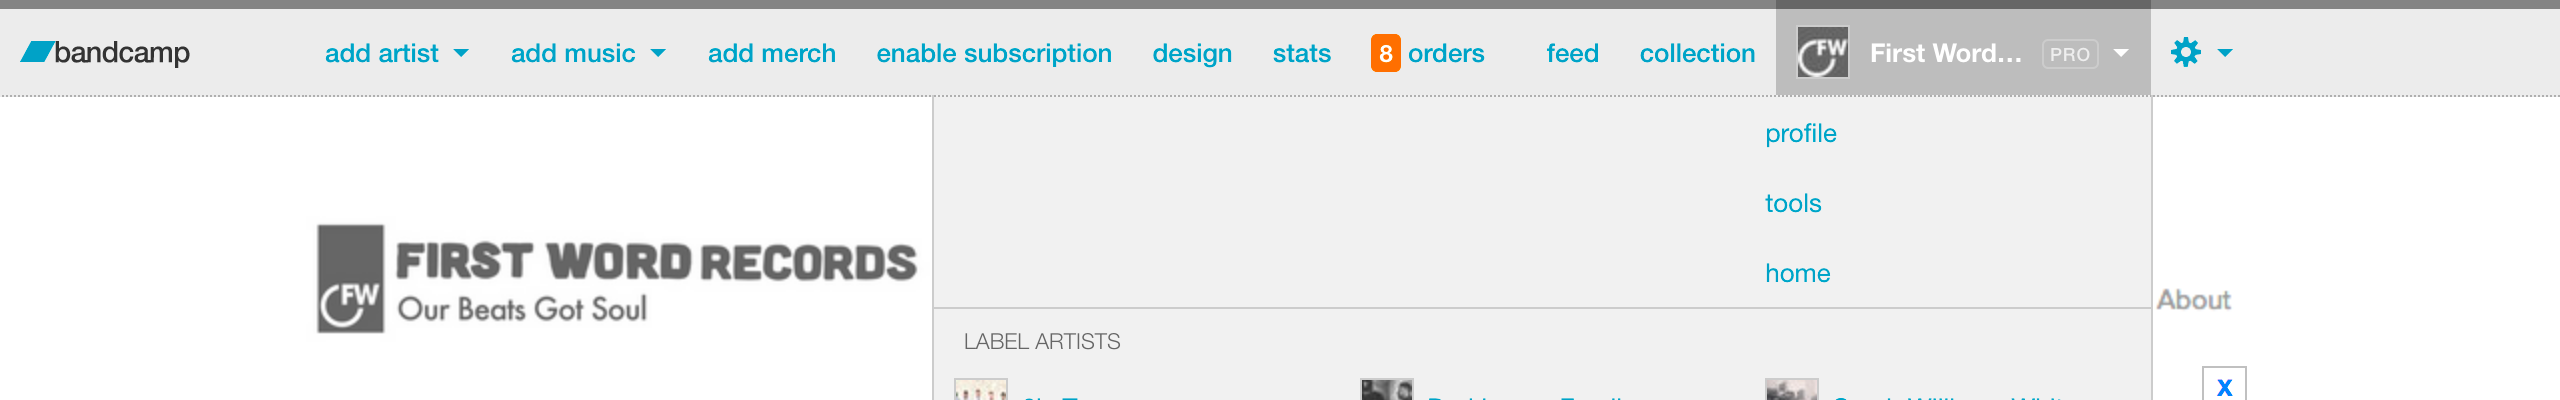 bandcamp add artist add music add merch enable subscription design stats 8 orders feed collection FW First Word... PRO
profile
tools
home
FIRST WORD RECORDS
FW
Our Beats Got Soul
About
LABEL ARTISTS
X